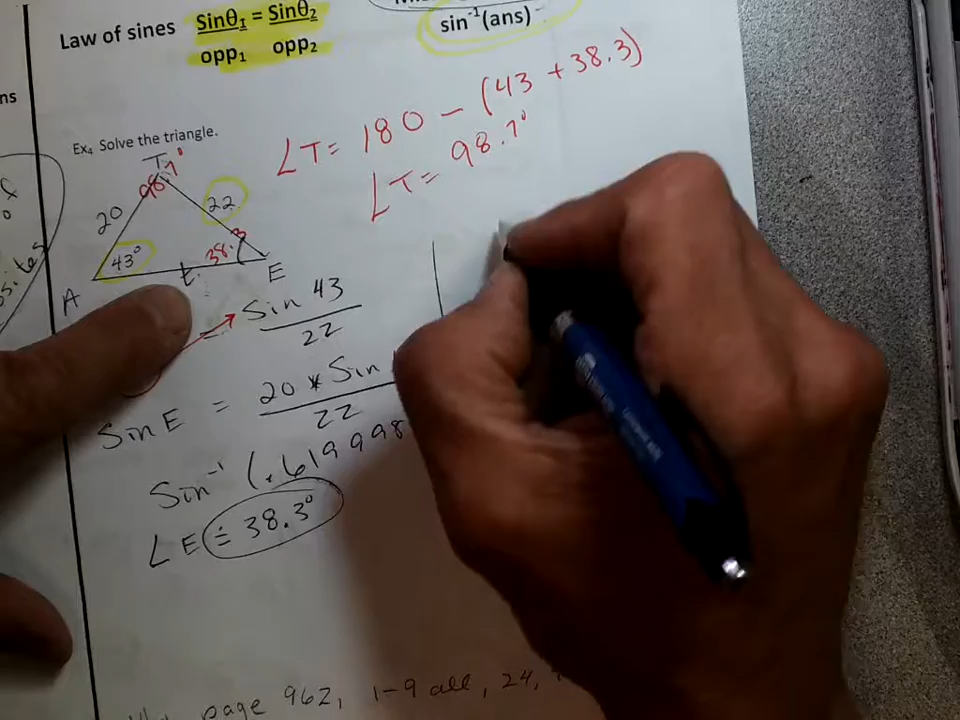 Law of sines Sinθ₁ = Sinθ₂
opp₁ opp₂
sin⁻¹(ans)
Ex₄ Solve the triangle.
∠T = 180 - (43 + 38.3)
∠T = 98.7°
T
98.7°
20
22
43°
38.3
A
t
E
= Sin 43
22
Sin E = 20 * Sin
22
Sin⁻¹ (.619998
∠E ≐ 38.3°
page 962, 1-9 all, 24,